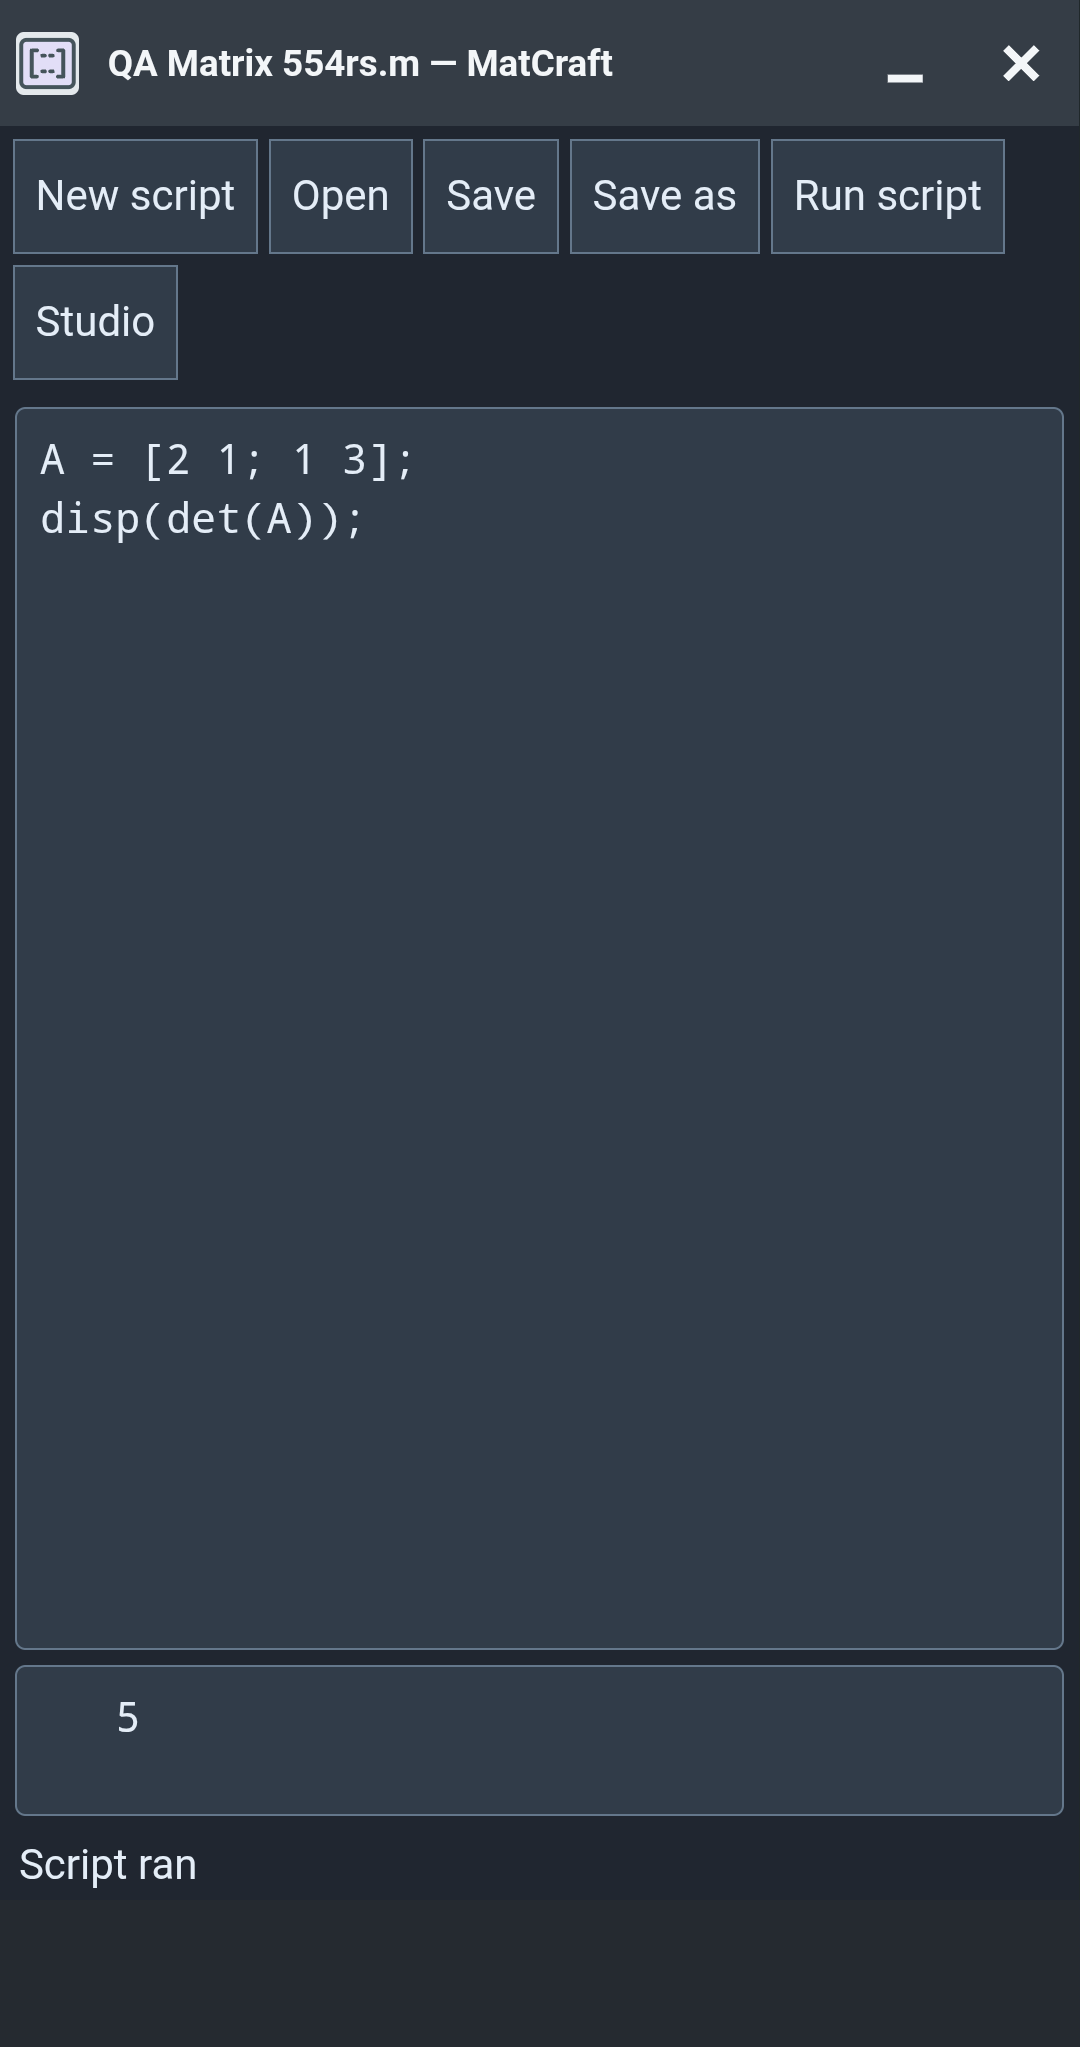 QA Matrix 554rs.m — MatCraft
New script
Open
Save
Save as
Run script
Studio
A = [2 1; 1 3];
disp(det(A));
5
Script ran